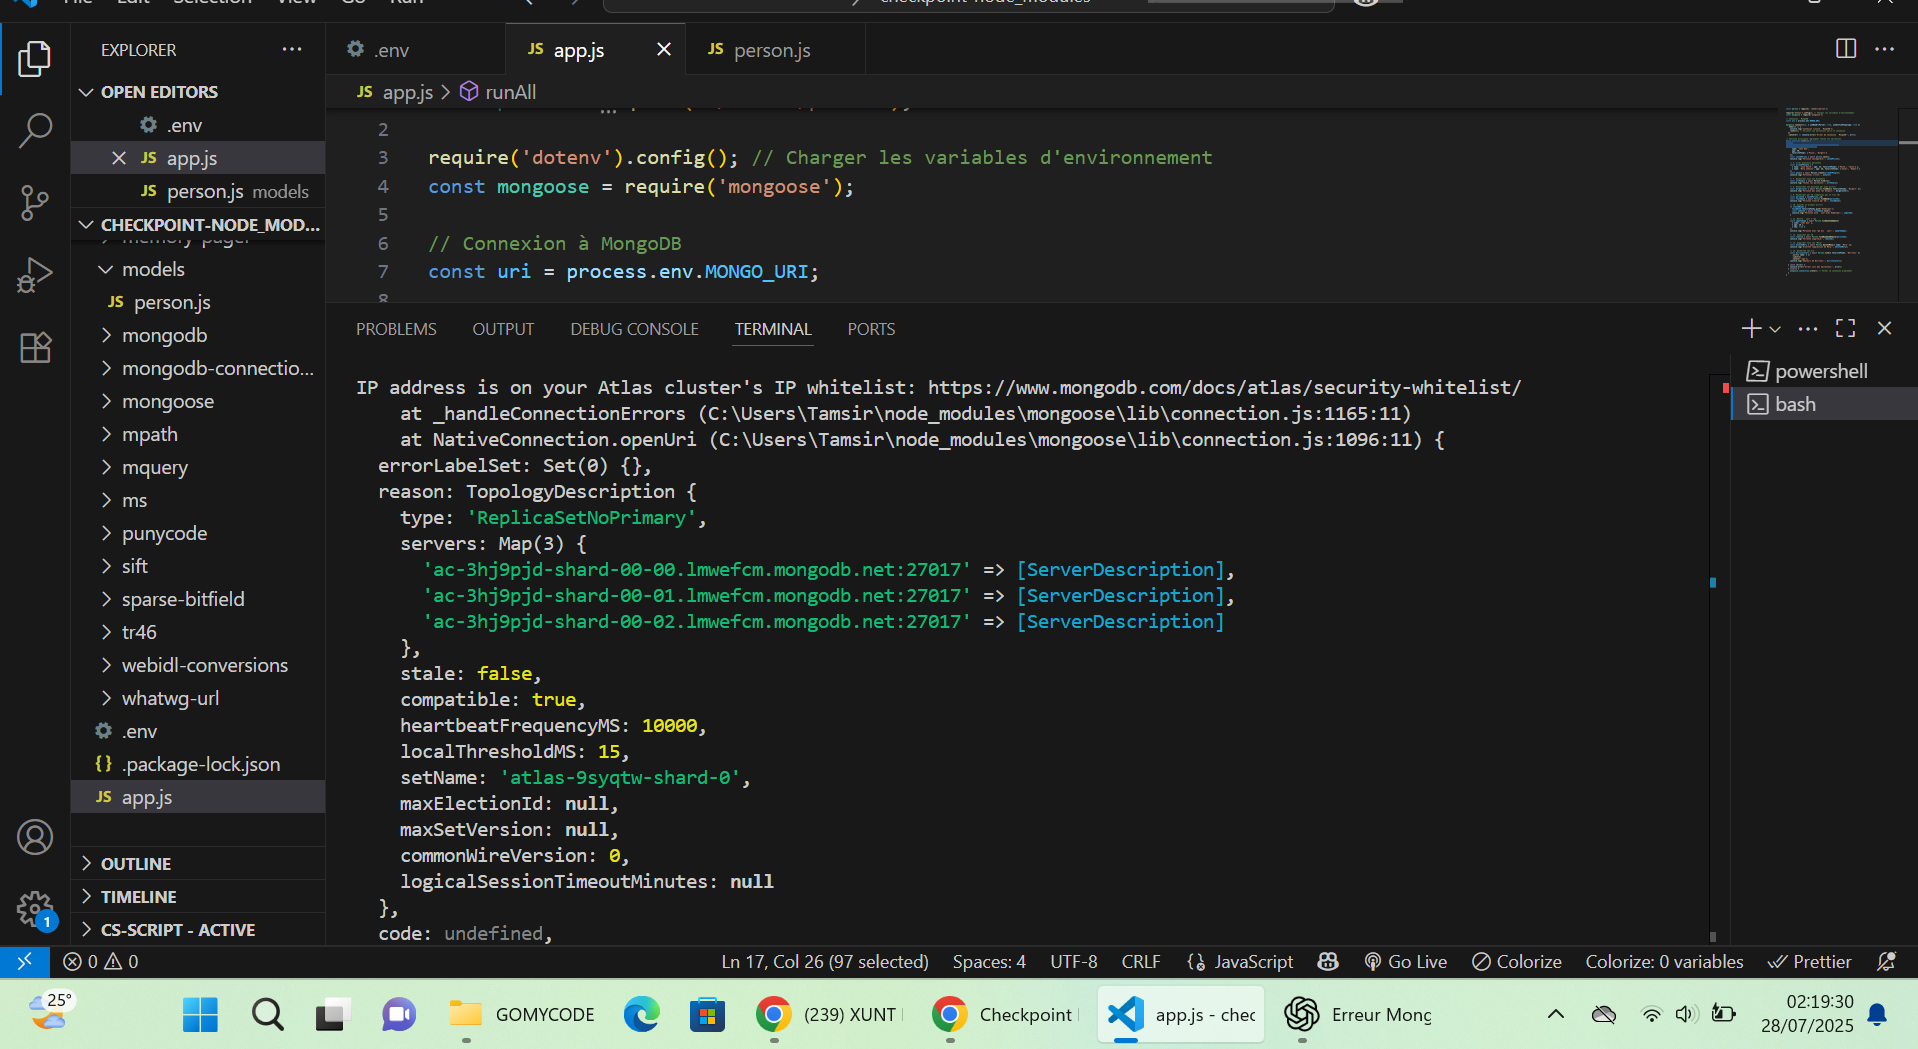 EXPLORER
.env
app.js
person.js
OPEN EDITORS
.env
app.js
person.js models
CHECKPOINT-NODE_MOD...
models
person.js
mongodb
mongodb-connectio...
mongoose
mpath
mquery
ms
punycode
sift
sparse-bitfield
tr46
webidl-conversions
whatwg-url
.env
.package-lock.json
app.js
OUTLINE
TIMELINE
CS-SCRIPT - ACTIVE
app.js > runAll
2
3 require('dotenv').config(); // Charger les variables d'environnement
4 const mongoose = require('mongoose');
5
6 // Connexion à MongoDB
7 const uri = process.env.MONGO_URI;
8
PROBLEMS OUTPUT DEBUG CONSOLE TERMINAL PORTS
powershell
bash
IP address is on your Atlas cluster's IP whitelist: https://www.mongodb.com/docs/atlas/security-whitelist/
at _handleConnectionErrors (C:\Users\Tamsir\node_modules\mongoose\lib\connection.js:1165:11)
at NativeConnection.openUri (C:\Users\Tamsir\node_modules\mongoose\lib\connection.js:1096:11) {
errorLabelSet: Set(0) {},
reason: TopologyDescription {
type: 'ReplicaSetNoPrimary',
servers: Map(3) {
'ac-3hj9pjd-shard-00-00.lmwefcm.mongodb.net:27017' => [ServerDescription],
'ac-3hj9pjd-shard-00-01.lmwefcm.mongodb.net:27017' => [ServerDescription],
'ac-3hj9pjd-shard-00-02.lmwefcm.mongodb.net:27017' => [ServerDescription]
},
stale: false,
compatible: true,
heartbeatFrequencyMS: 10000,
localThresholdMS: 15,
setName: 'atlas-9syqtw-shard-0',
maxElectionId: null,
maxSetVersion: null,
commonWireVersion: 0,
logicalSessionTimeoutMinutes: null
},
code: undefined,
0 0 Ln 17, Col 26 (97 selected) Spaces: 4 UTF-8 CRLF JavaScript Go Live Colorize Colorize: 0 variables Prettier
25° GOMYCODE (239) XUNT Checkpoint app.js - chec Erreur Mong 02:19:30
28/07/2025